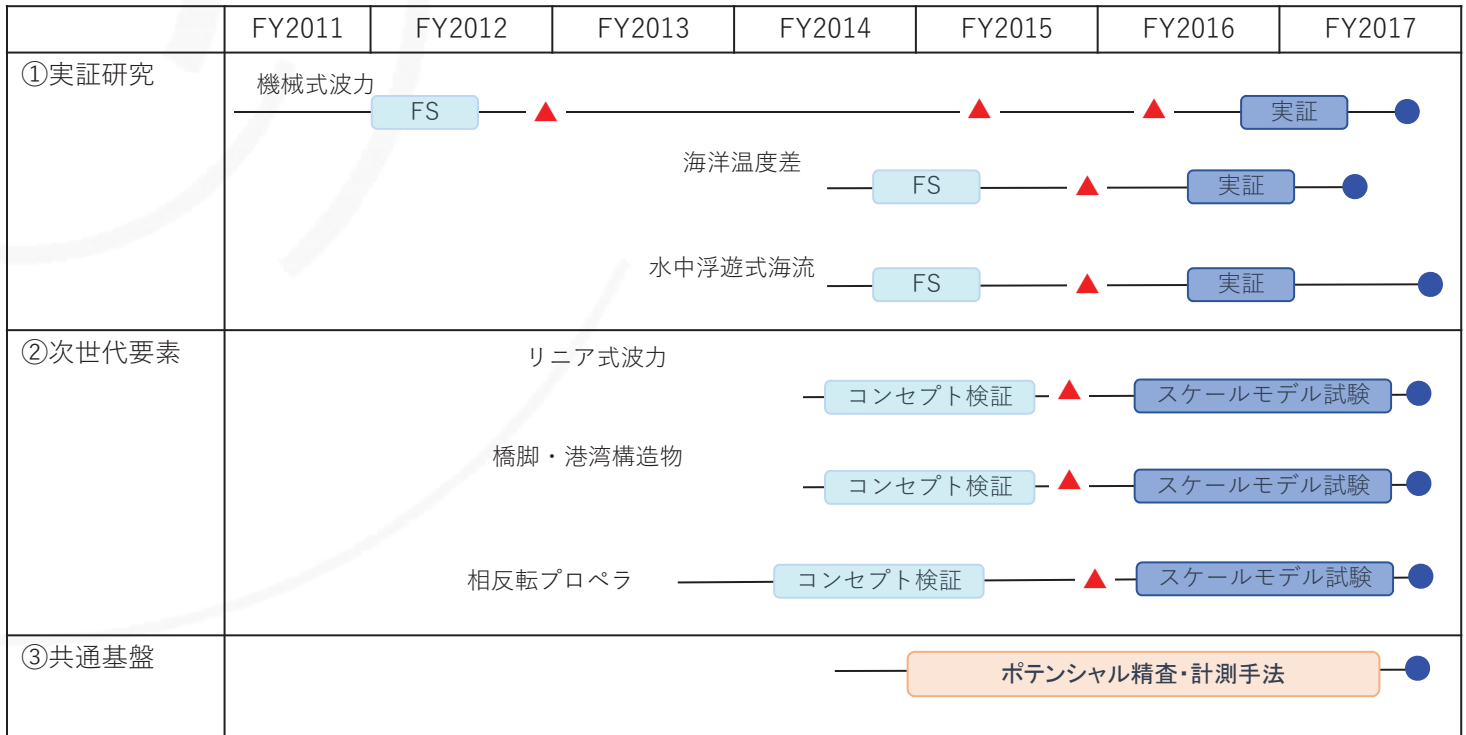 FY2011 FY2012 FY2013 FY2014 FY2015 FY2016 FY2017
①実証研究
機械式波力
FS 実証
海洋温度差
FS 実証
水中浮遊式海流
FS 実証
②次世代要素
リニア式波力
コンセプト検証 スケールモデル試験
橋脚・港湾構造物
コンセプト検証 スケールモデル試験
相反転プロペラ コンセプト検証 スケールモデル試験
③共通基盤
ポテンシャル精査・計測手法